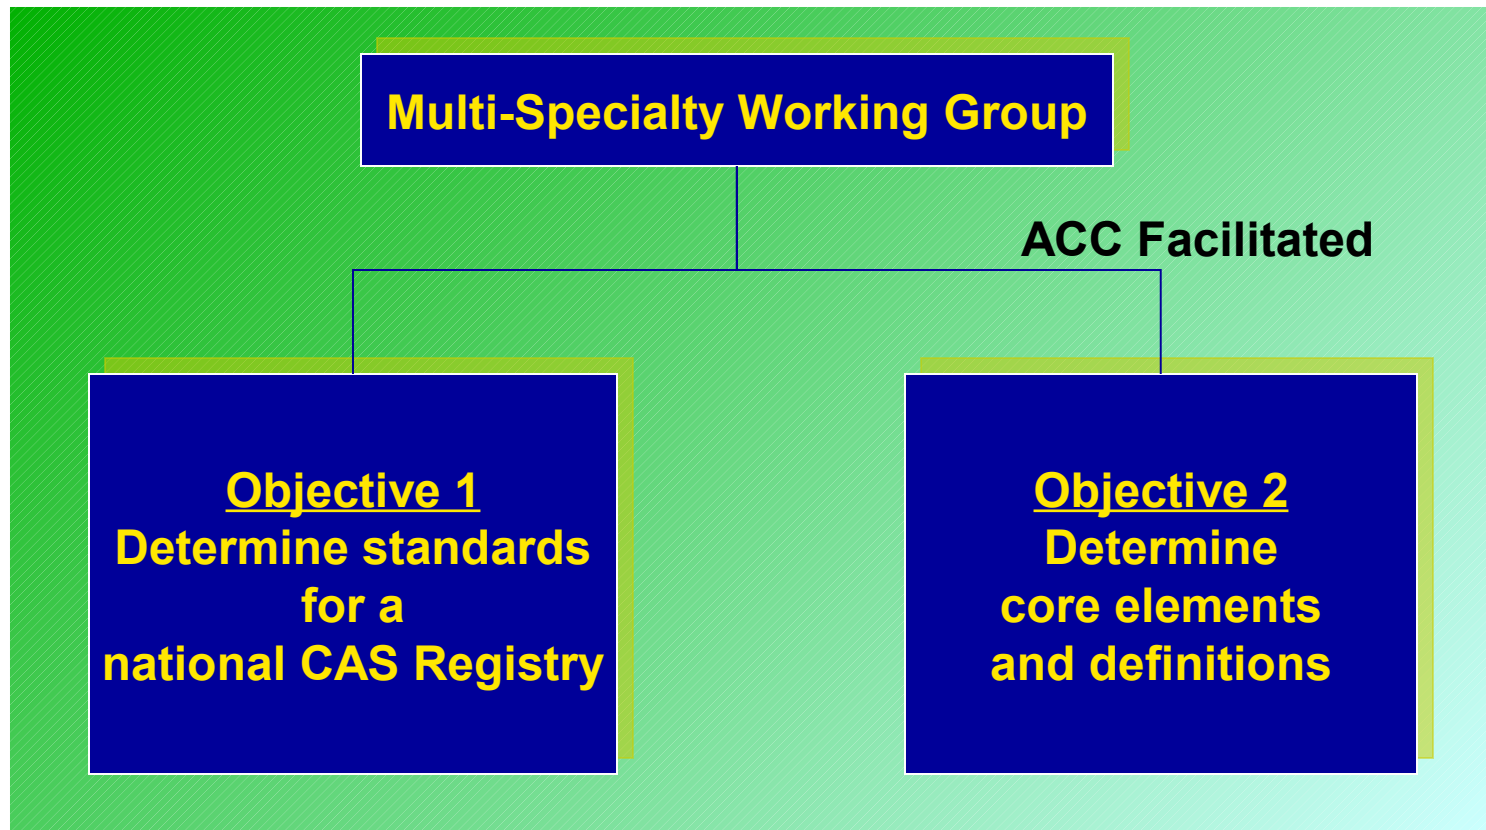 Multi-Specialty Working Group
ACC Facilitated
Objective 1
Determine standards
for a
national CAS Registry
Objective 2
Determine
core elements
and definitions